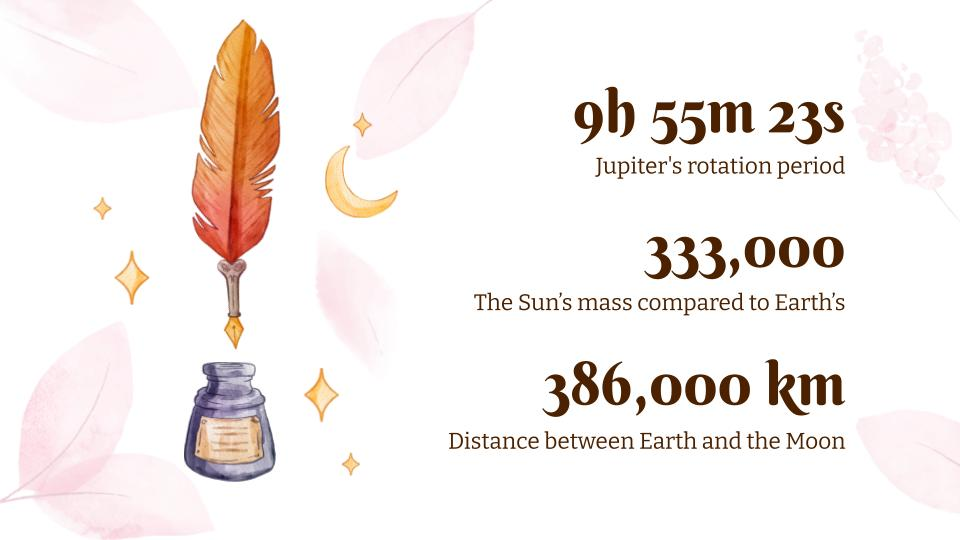 9h 55m 23s
Jupiter's rotation period
333,000
The Sun’s mass compared to Earth’s
386,000 km
Distance between Earth and the Moon